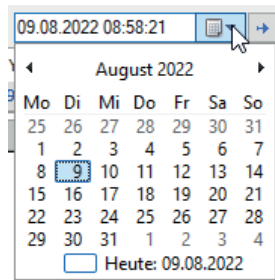 09.08.2022 08:58:21
August 2022
Mo Di Mi Do Fr Sa So
25 26 27 28 29 30 31
1 2 3 4 5 6 7
8 9 10 11 12 13 14
15 16 17 18 19 20 21
22 23 24 25 26 27 28
29 30 31 1 2 3 4
Heute: 09.08.2022